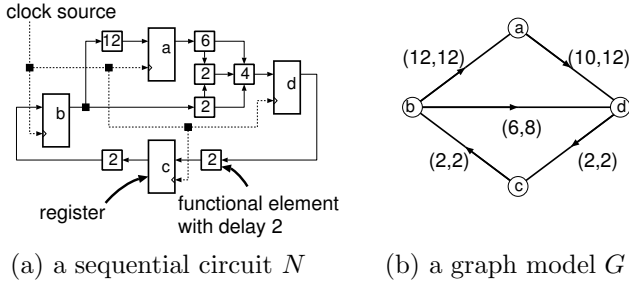 clock source
12
a
6
2
4
d
b
2
2
c
2
register
functional element
with delay 2
(a) a sequential circuit N
a
(12,12)
(10,12)
b
d
(6,8)
(2,2)
(2,2)
c
(b) a graph model G